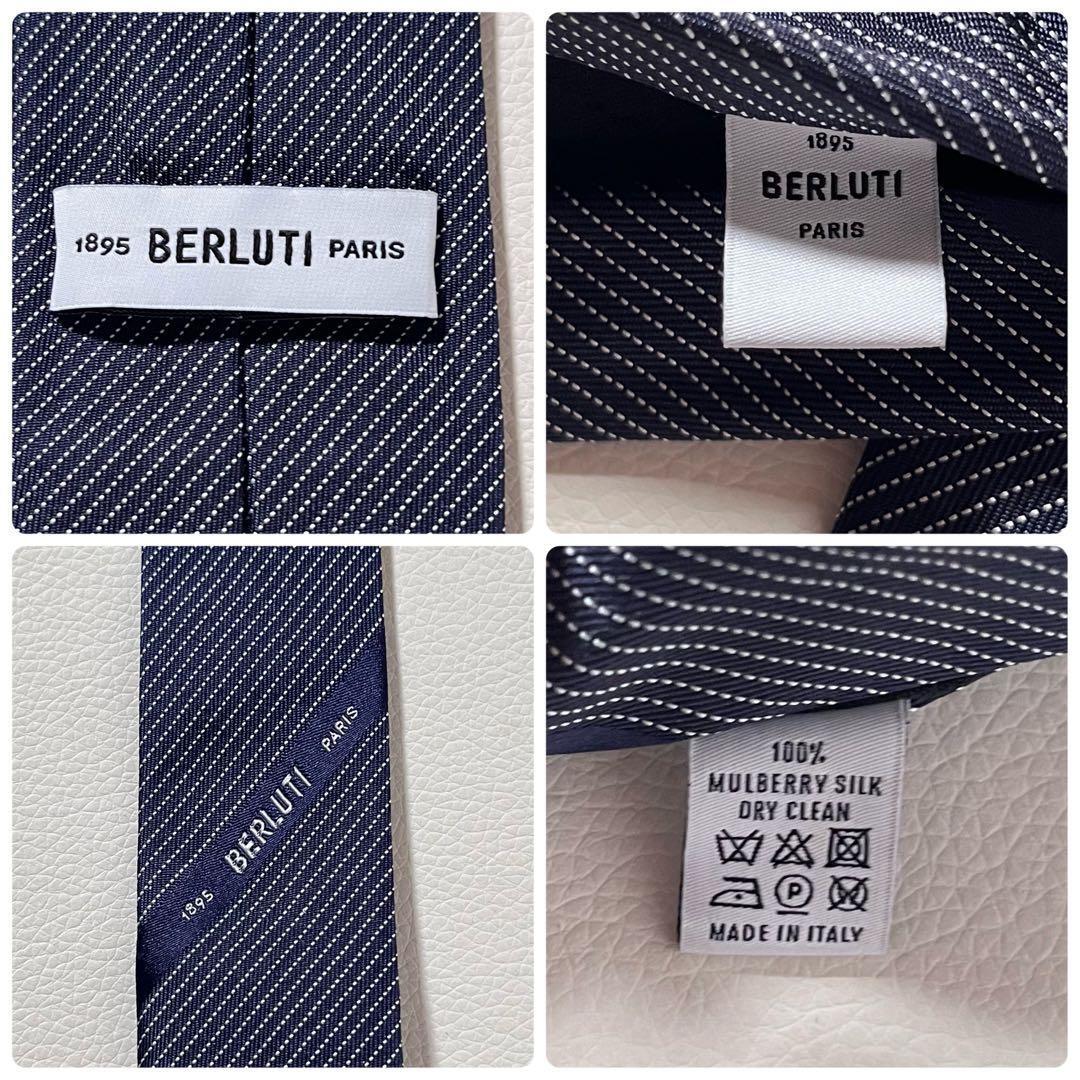 1895 BERLUTI PARIS
1895
BERLUTI
PARIS
1895 BERLUTI PARIS
100%
MULBERRY SILK
DRY CLEAN
P
MADE IN ITALY